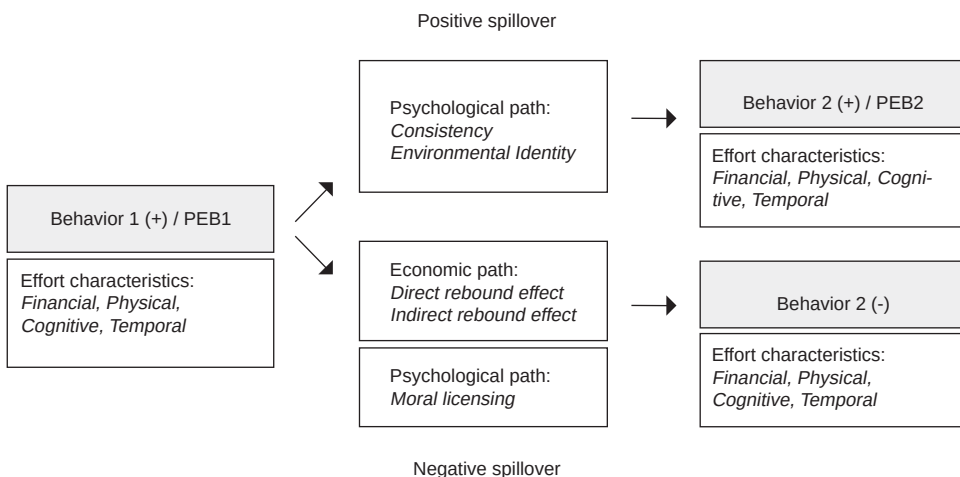 Positive spillover
Psychological path:
Consistency
Environmental Identity
Behavior 2 (+) / PEB2
Effort characteristics:
Financial, Physical, Cogni-
tive, Temporal
Behavior 1 (+) / PEB1
Effort characteristics:
Financial, Physical,
Cognitive, Temporal
Economic path:
Direct rebound effect
Indirect rebound effect
Psychological path:
Moral licensing
Behavior 2 (-)
Effort characteristics:
Financial, Physical,
Cognitive, Temporal
Negative spillover